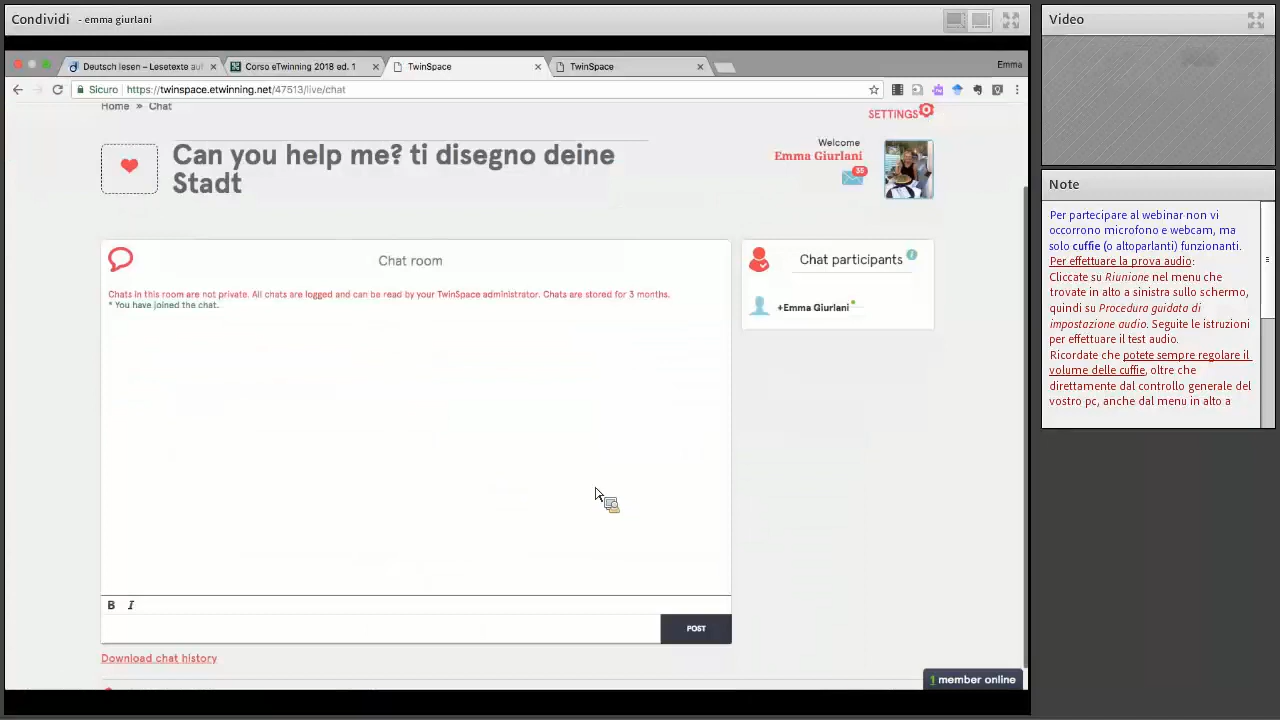 Condividi - emma giurlani
Deutsch lesen – Lesetexte auf
Corso eTwinning 2018 ed. 1
TwinSpace
TwinSpace
Emma
Sicuro
https://twinspace.etwinning.net/47513/live/chat
Home » Chat
SETTINGS
Can you help me? ti disegno deine
Stadt
Welcome
Emma Giurlani
35
Chat room
Chats in this room are not private. All chats are logged and can be read by your TwinSpace administrator. Chats are stored for 3 months.
* You have joined the chat.
Chat participants i
+Emma Giurlani
B I
POST
Download chat history
1 member online
Video
Note
Per partecipare al webinar non vi
occorrono microfono e webcam, ma
solo cuffie (o altoparlanti) funzionanti.
Per effettuare la prova audio:
Cliccate su Riunione nel menu che
trovate in alto a sinistra sullo schermo,
quindi su Procedura guidata di
impostazione audio. Seguite le istruzioni
per effettuare il test audio.
Ricordate che potete sempre regolare il
volume delle cuffie, oltre che
direttamente dal controllo generale del
vostro pc, anche dal menu in alto a